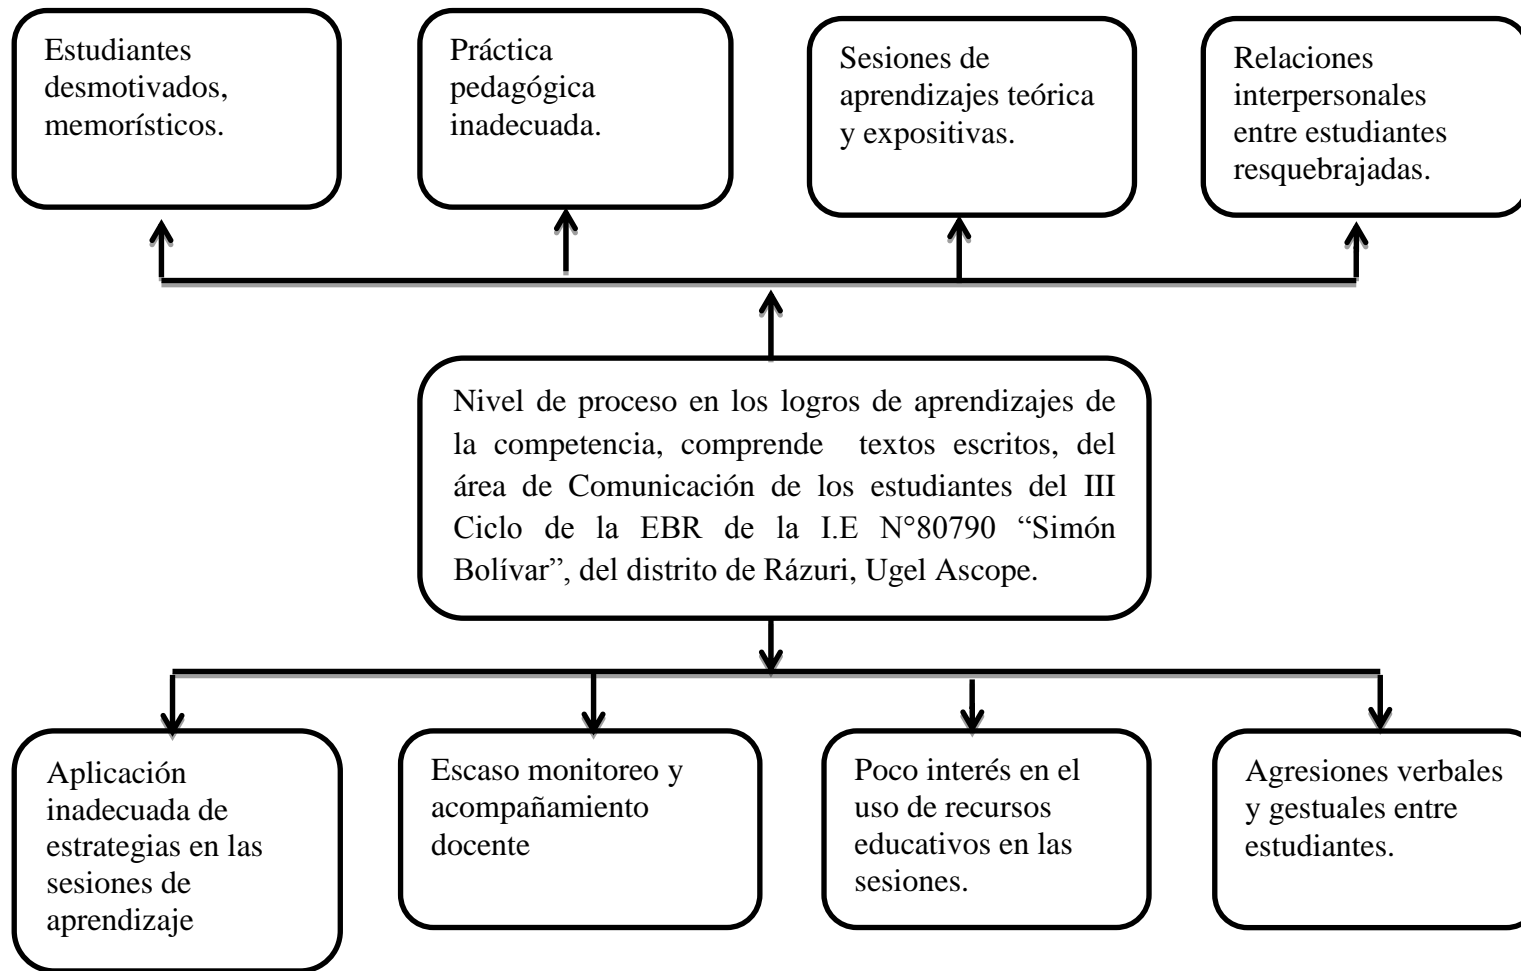 Estudiantes
desmotivados,
memorísticos.
Práctica
pedagógica
inadecuada.
Sesiones de
aprendizajes teórica
y expositivas.
Relaciones
interpersonales
entre estudiantes
resquebrajadas.
Nivel de proceso en los logros de aprendizajes de
la competencia, comprende textos escritos, del
área de Comunicación de los estudiantes del III
Ciclo de la EBR de la I.E N°80790 “Simón
Bolívar”, del distrito de Rázuri, Ugel Ascope.
Aplicación
inadecuada de
estrategias en las
sesiones de
aprendizaje
Escaso monitoreo y
acompañamiento
docente
Poco interés en el
uso de recursos
educativos en las
sesiones.
Agresiones verbales
y gestuales entre
estudiantes.